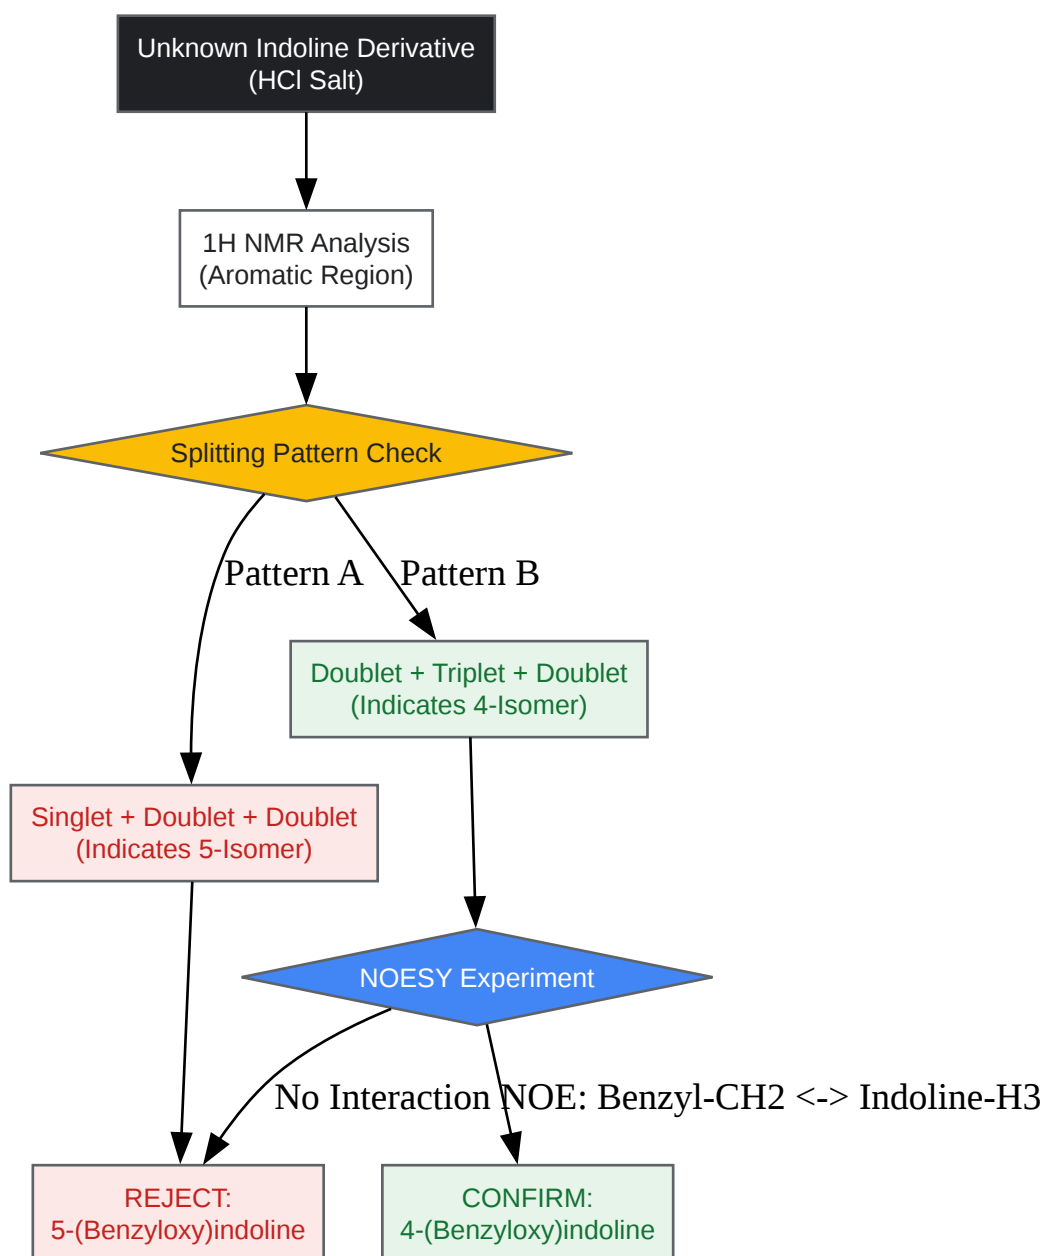 Unknown Indoline Derivative
(HCl Salt)
1H NMR Analysis
(Aromatic Region)
Splitting Pattern Check
Pattern A
Pattern B
Doublet + Triplet + Doublet
(Indicates 4-Isomer)
Singlet + Doublet + Doublet
(Indicates 5-Isomer)
NOESY Experiment
No Interaction
NOE: Benzyl-CH2 <-> Indoline-H3
REJECT:
5-(Benzyloxy)indoline
CONFIRM:
4-(Benzyloxy)indoline